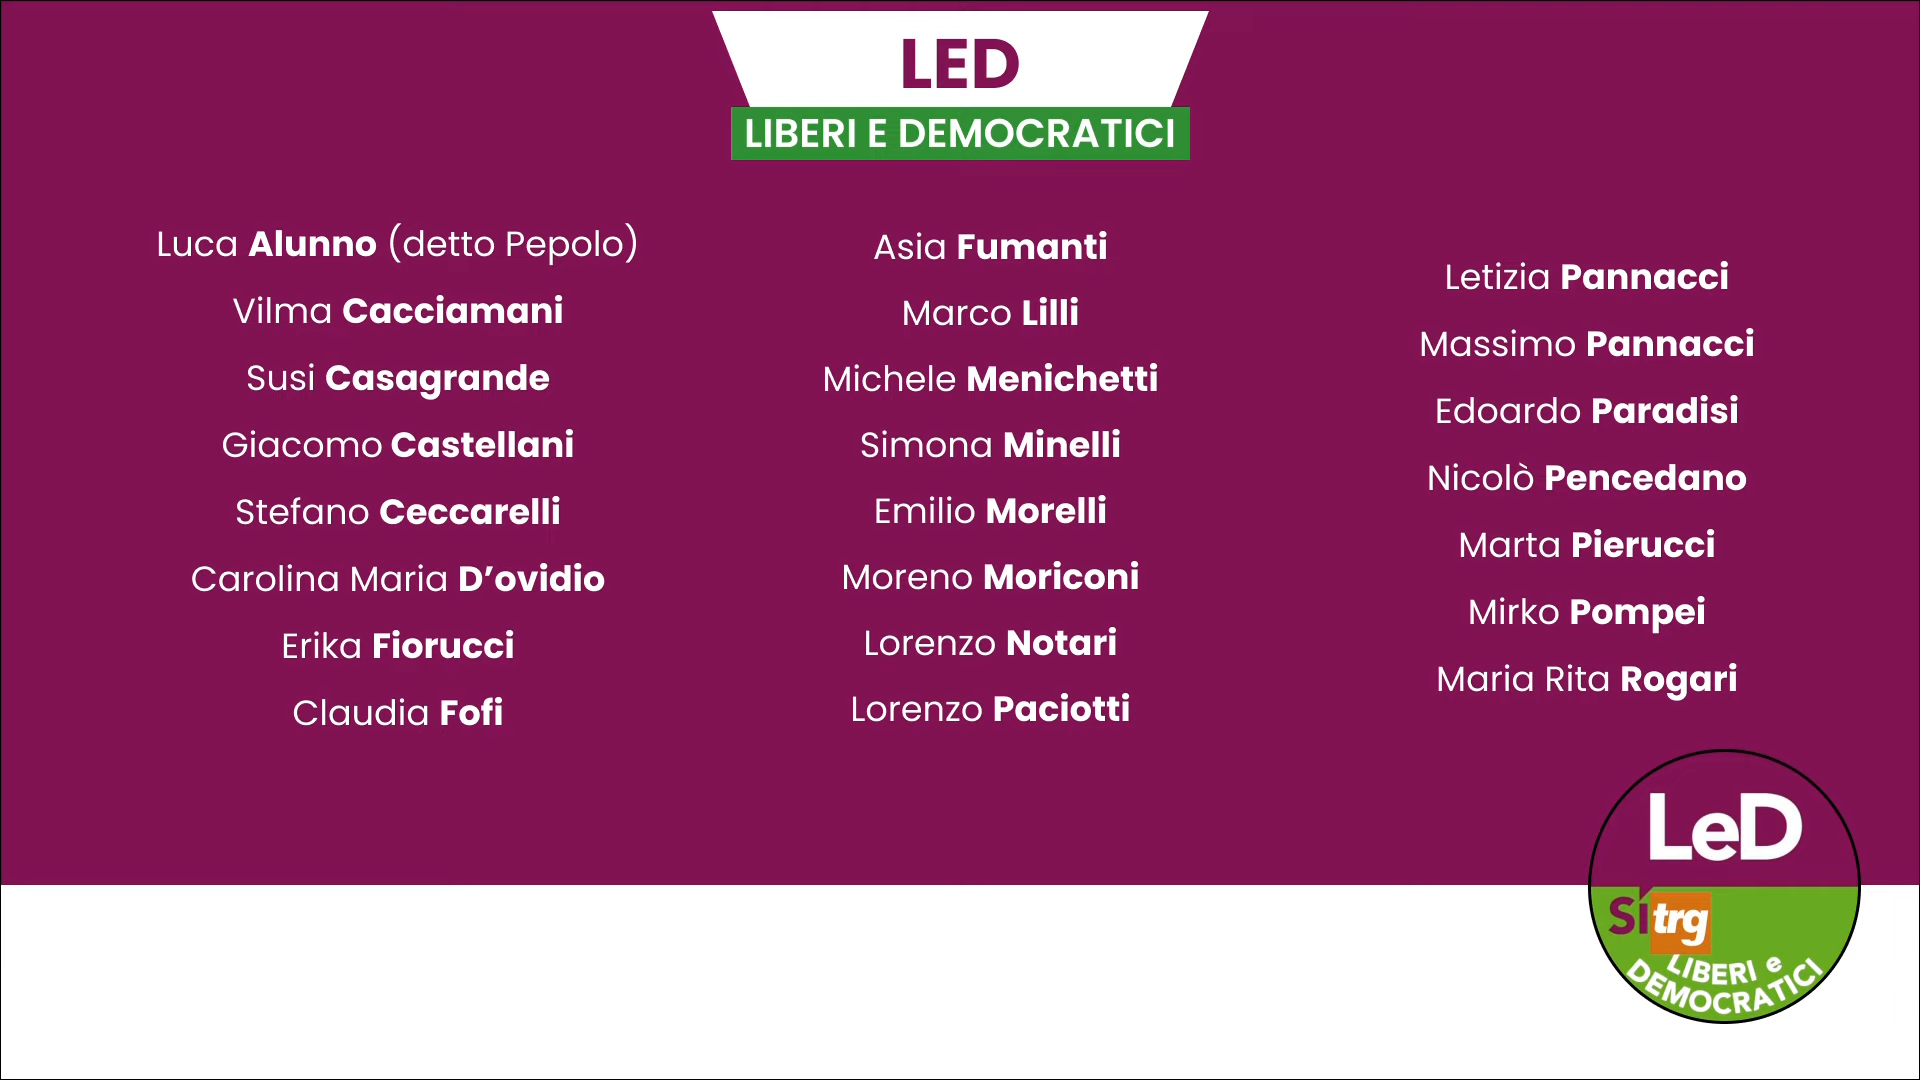 LED
LIBERI E DEMOCRATICI
Luca Alunno (detto Pepolo)
Vilma Cacciamani
Susi Casagrande
Giacomo Castellani
Stefano Ceccarelli
Carolina Maria D’ovidio
Erika Fiorucci
Claudia Fofi
Asia Fumanti
Marco Lilli
Michele Menichetti
Simona Minelli
Emilio Morelli
Moreno Moriconi
Lorenzo Notari
Lorenzo Paciotti
Letizia Pannacci
Massimo Pannacci
Edoardo Paradisi
Nicolò Pencedano
Marta Pierucci
Mirko Pompei
Maria Rita Rogari
LeD
Si
trg
LIBERI e
DEMOCRATICI